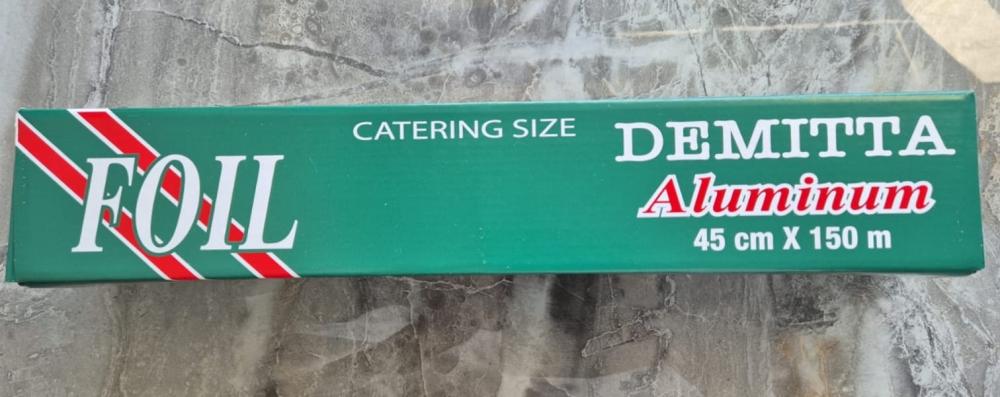 FOIL
CATERING SIZE
DEMITTA
Aluminum
45 cm X 150 m